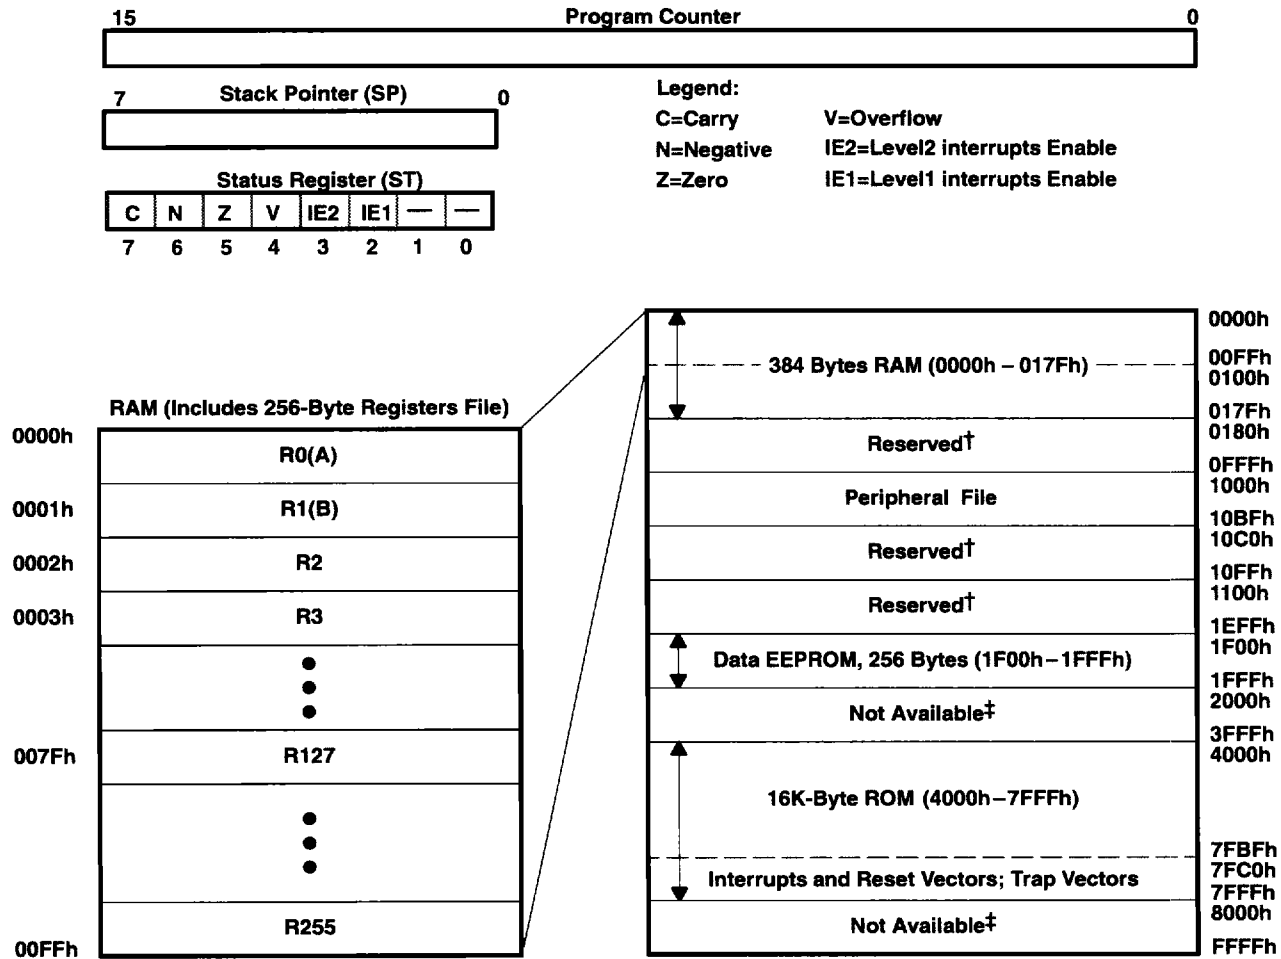 15 Program Counter 0
7 Stack Pointer (SP) 0
Legend:
C=Carry V=Overflow
N=Negative IE2=Level2 interrupts Enable
Z=Zero IE1=Level1 interrupts Enable
Status Register (ST)
C N Z V IE2 IE1 — —
7 6 5 4 3 2 1 0
RAM (Includes 256-Byte Registers File)
0000h R0(A)
0001h R1(B)
0002h R2
0003h R3
007Fh R127
R255
00FFh
0000h
384 Bytes RAM (0000h – 017Fh) 00FFh
0100h
017Fh
0180h
Reserved†
0FFFh
1000h
Peripheral File
10BFh
10C0h
Reserved†
10FFh
1100h
Reserved†
1EFFh
1F00h
Data EEPROM, 256 Bytes (1F00h–1FFFh)
1FFFh
2000h
Not Available‡
3FFFh
4000h
16K-Byte ROM (4000h–7FFFh)
7FBFh
7FC0h
Interrupts and Reset Vectors; Trap Vectors
7FFFh
8000h
Not Available‡
FFFFh